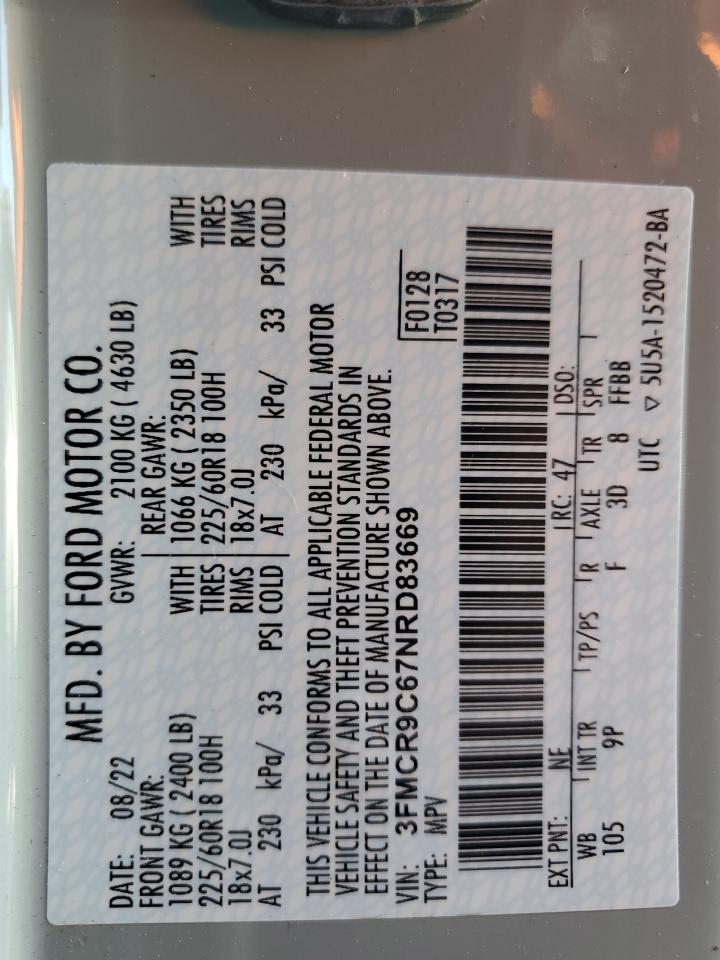 MFD. BY FORD MOTOR CO.
DATE: 08/22 GVWR: 2100 KG ( 4630 LB)
FRONT GAWR: REAR GAWR:
1089 KG ( 2400 LB) WITH 1066 KG ( 2350 LB) WITH
225/60R18 100H TIRES 225/60R18 100H TIRES
18x7.0J RIMS 18x7.0J RIMS
AT 230 kPa/ 33 PSI COLD AT 230 kPa/ 33 PSI COLD
THIS VEHICLE CONFORMS TO ALL APPLICABLE FEDERAL MOTOR
VEHICLE SAFETY AND THEFT PREVENTION STANDARDS IN
EFFECT ON THE DATE OF MANUFACTURE SHOWN ABOVE.
VIN: 3FMCR9C67NRD83669 F0128
TYPE: MPV T0317
EXT PNT: NE RC: 47 DSO:
WB INT TR TP/PS R AXLE TR SPR
105 9P F 3D 8 FFBB
UTC ▽ 5U5A-1520472-BA